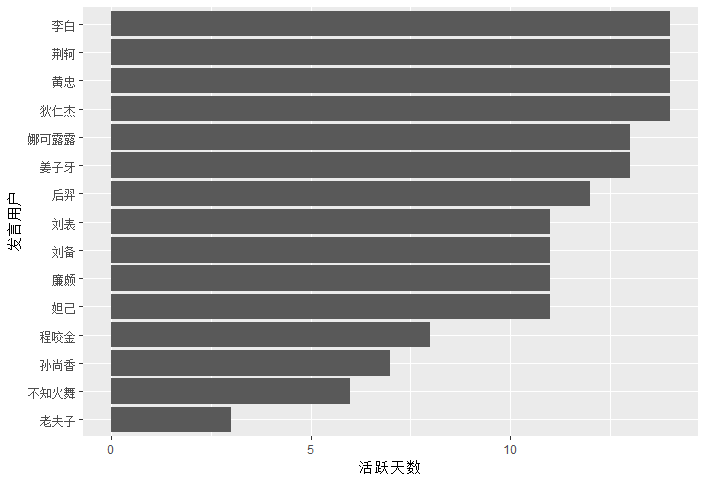 李白
荆轲
黄忠
狄仁杰
娜可露露
姜子牙
后羿
刘表
刘备
廉颇
妲己
程咬金
孙尚香
不知火舞
老夫子
发言用户
0 5 10
活跃天数